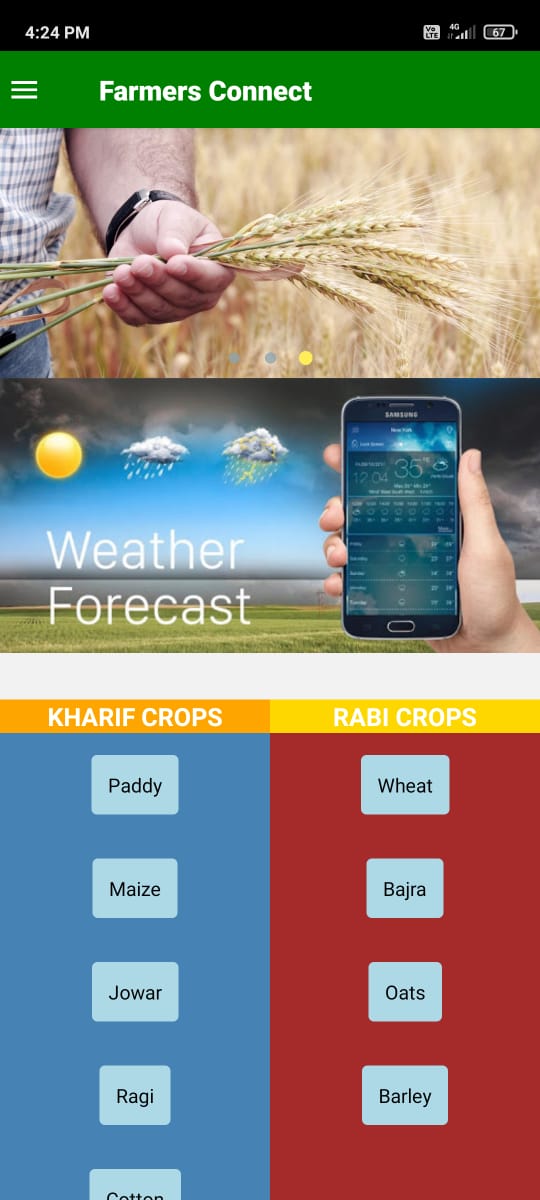 4:24 PM
Vo
LTE
4G
67
Farmers Connect
SAMSUNG
New York
12:04
35
Weather
Forecast
KHARIF CROPS
RABI CROPS
Paddy
Wheat
Maize
Bajra
Jowar
Oats
Ragi
Barley
Cotton